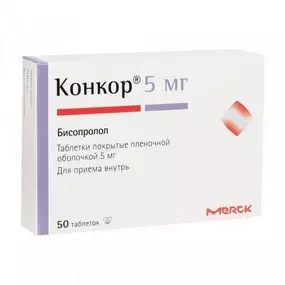 Конкор® 5 мг
Бисопролол
Таблетки покрытые пленочной
оболочкой 5 мг
Для приема внутрь
50 таблеток
MERCK